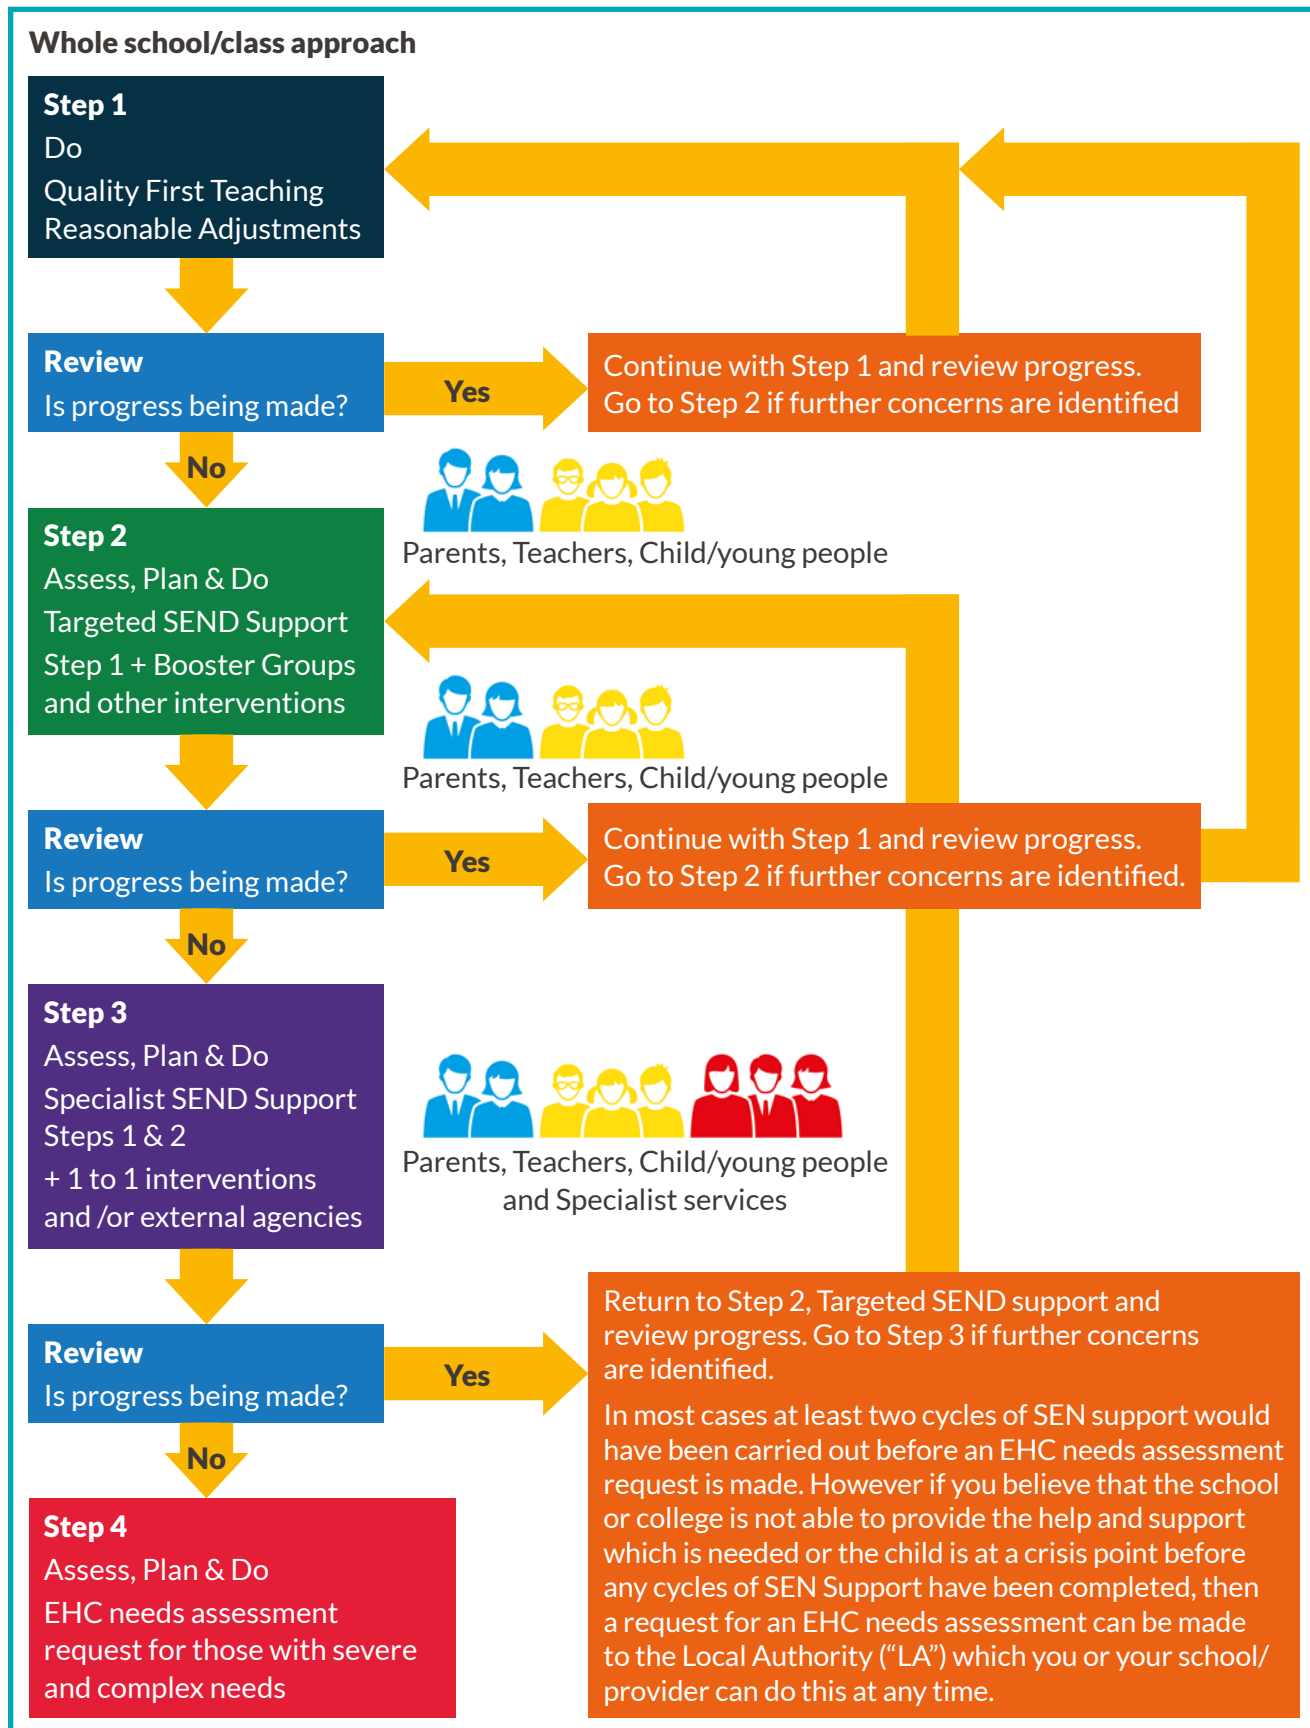 Whole school/class approach
Step 1
Do
Quality First Teaching
Reasonable Adjustments
Review
Is progress being made?
Yes
Continue with Step 1 and review progress.
Go to Step 2 if further concerns are identified
No
Parents, Teachers, Child/young people
Step 2
Assess, Plan & Do
Targeted SEND Support
Step 1 + Booster Groups
and other interventions
Parents, Teachers, Child/young people
Review
Is progress being made?
Yes
Continue with Step 1 and review progress.
Go to Step 2 if further concerns are identified.
No
Step 3
Assess, Plan & Do
Specialist SEND Support
Steps 1 & 2
+ 1 to 1 interventions
and /or external agencies
Parents, Teachers, Child/young people
and Specialist services
Review
Is progress being made?
Yes
Return to Step 2, Targeted SEND support and
review progress. Go to Step 3 if further concerns
are identified.
In most cases at least two cycles of SEN support would
have been carried out before an EHC needs assessment
request is made. However if you believe that the school
or college is not able to provide the help and support
which is needed or the child is at a crisis point before
any cycles of SEN Support have been completed, then
a request for an EHC needs assessment can be made
to the Local Authority (“LA”) which you or your school/
provider can do this at any time.
No
Step 4
Assess, Plan & Do
EHC needs assessment
request for those with severe
and complex needs